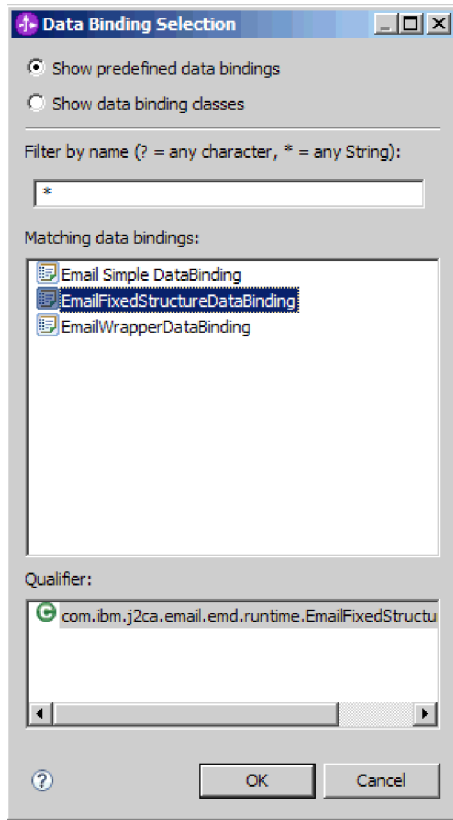 Data Binding Selection
Show predefined data bindings
Show data binding classes
Filter by name (? = any character, * = any String):
*
Matching data bindings:
Email Simple DataBinding
EmailFixedStructureDataBinding
EmailWrapperDataBinding
Qualifier:
com.ibm.j2ca.email.emd.runtime.EmailFixedStructu
OK Cancel